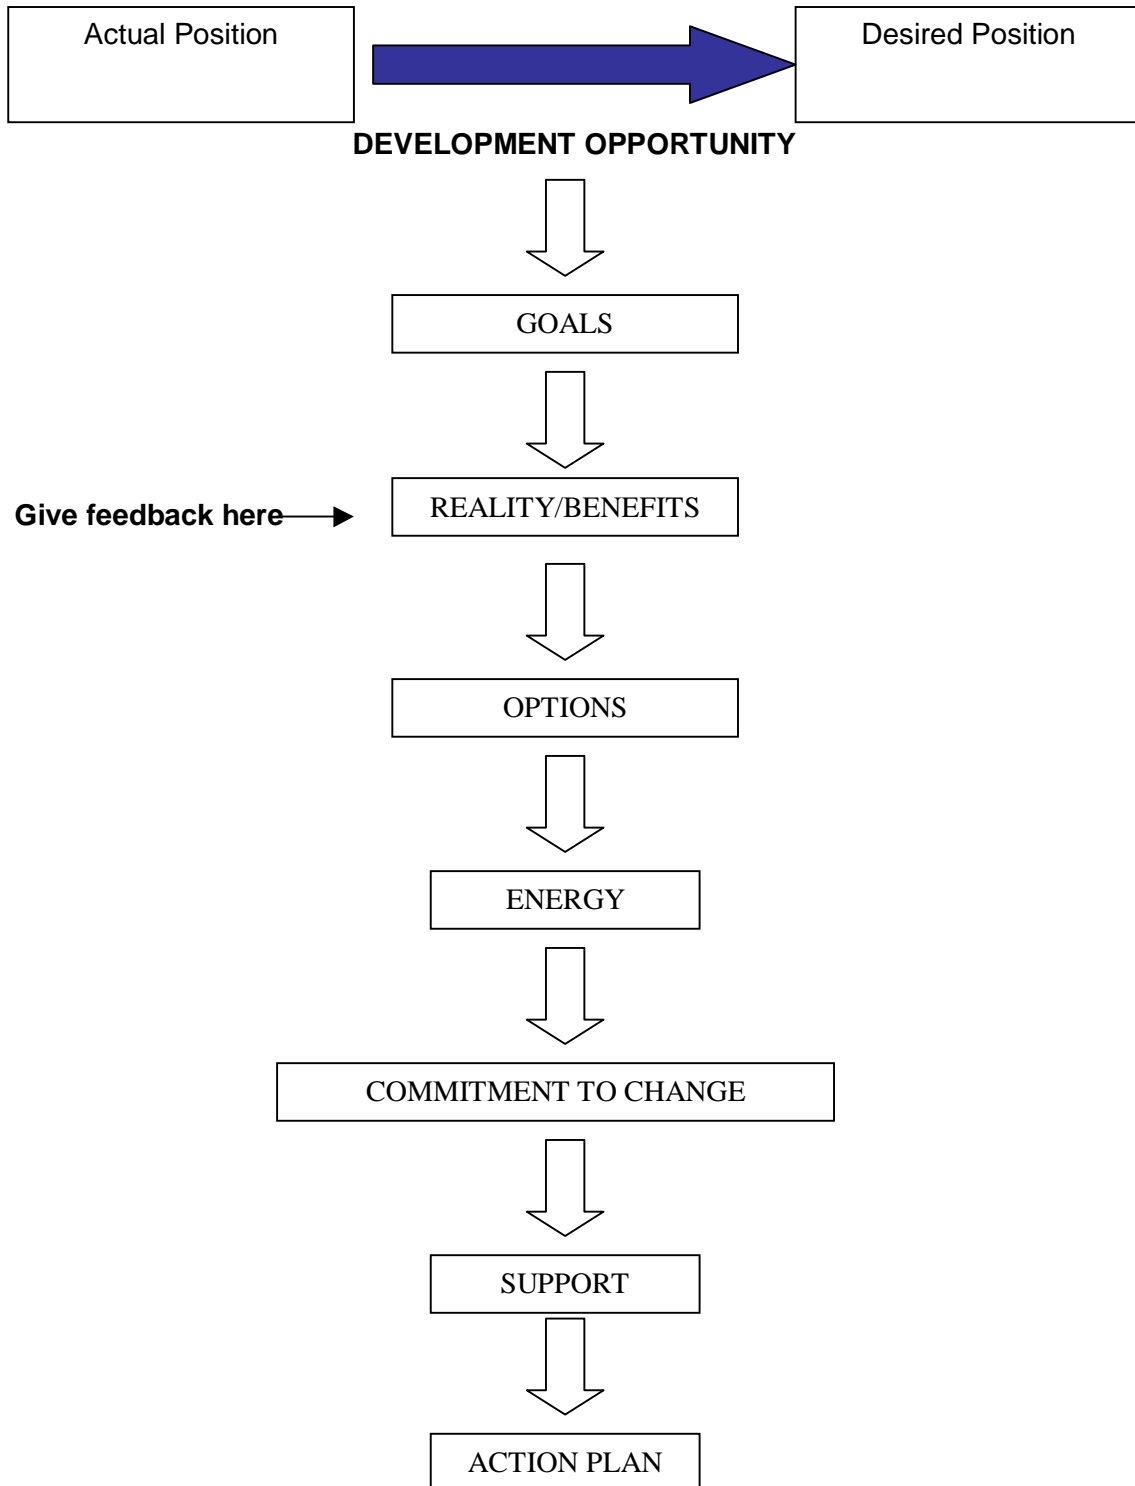 Actual Position
Desired Position
DEVELOPMENT OPPORTUNITY
GOALS
Give feedback here
REALITY/BENEFITS
OPTIONS
ENERGY
COMMITMENT TO CHANGE
SUPPORT
ACTION PLAN